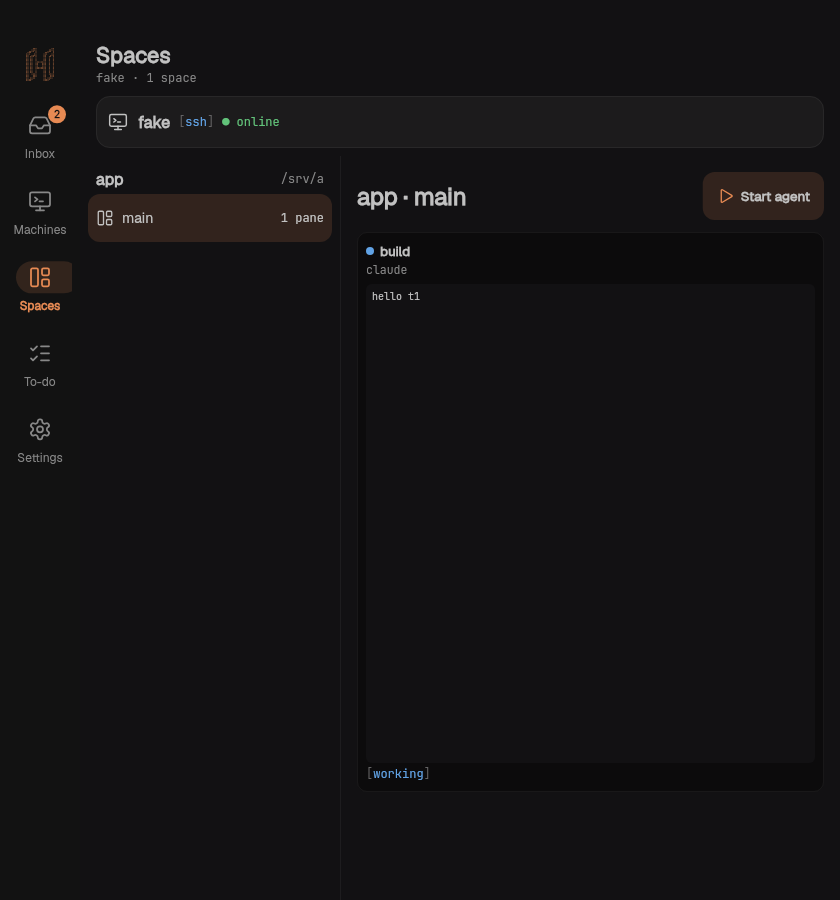 2
Inbox
Machines
Spaces
To-do
Settings
Spaces
fake · 1 space
fake [ssh] online
app /srv/a
main 1 pane
app · main
Start agent
build
claude
hello t1
[working]